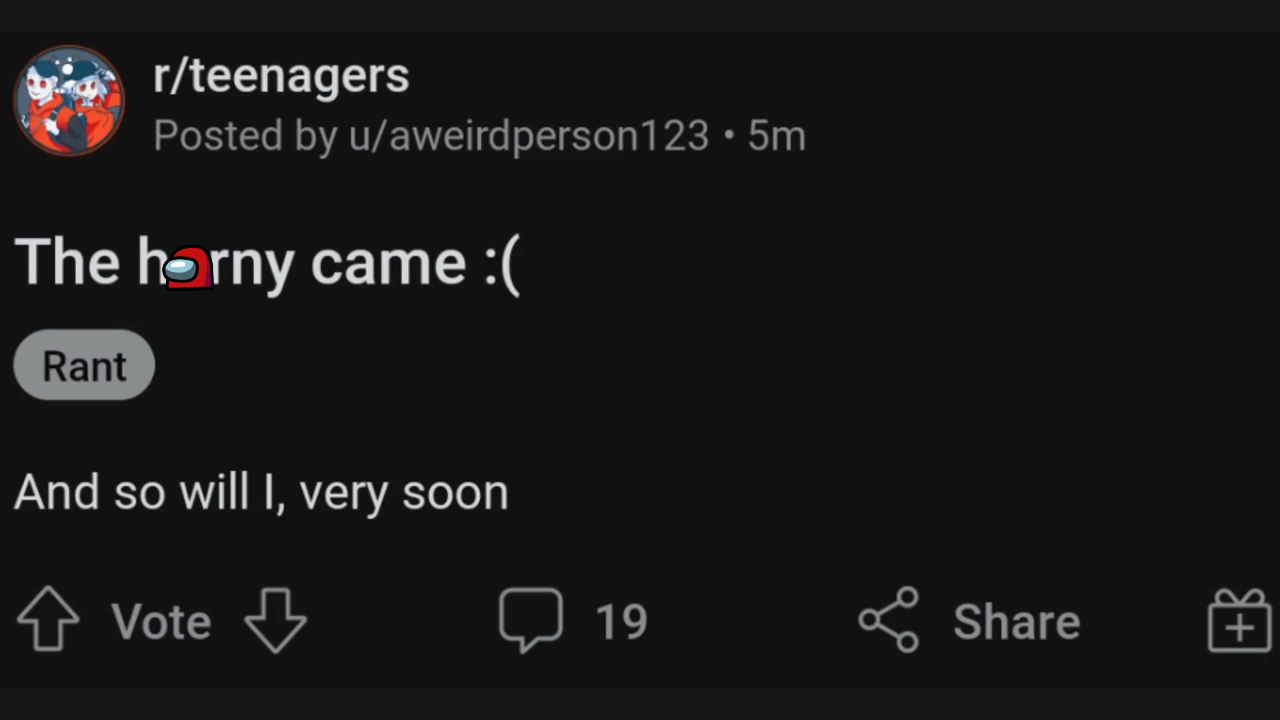 r/teenagers
Posted by u/aweirdperson123 • 5m
The h rny came :(
Rant
And so will I, very soon
Vote
19
Share